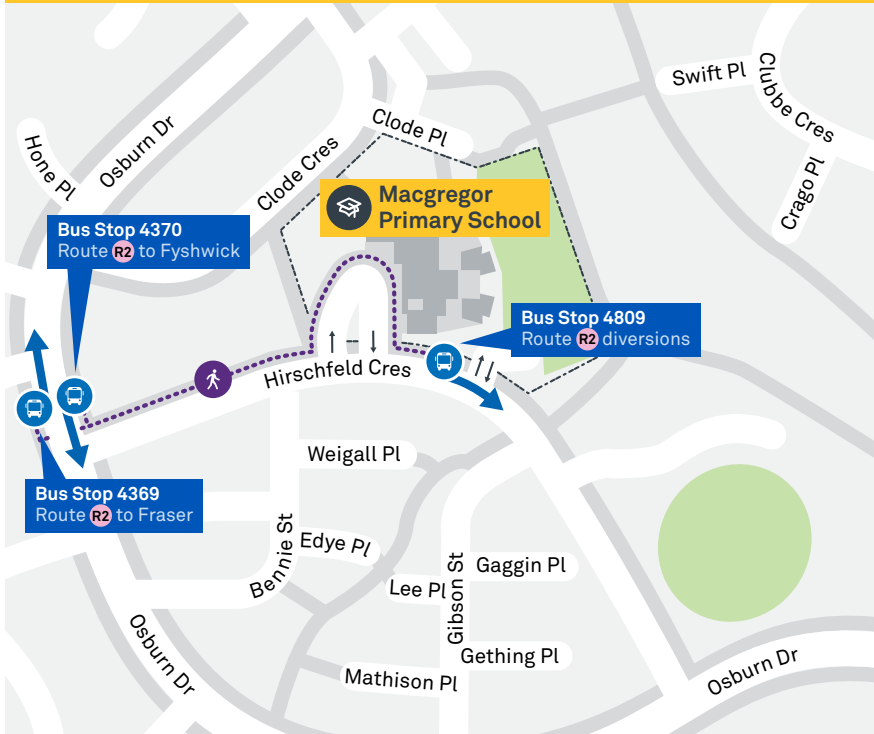 Swift Pl
Clubbe Cres
Crago Pl
Clode Pl
Osburn Dr
Hone Pl
Clode Cres
Macgregor
Primary School
Bus Stop 4370
Route R2 to Fyshwick
Bus Stop 4809
Route R2 diversions
Hirschfeld Cres
Weigall Pl
Bus Stop 4369
Route R2 to Fraser
Bennie St
Edye Pl
Lee Pl
Gibson St
Gaggin Pl
Gething Pl
Mathison Pl
Osburn Dr
Osburn Dr